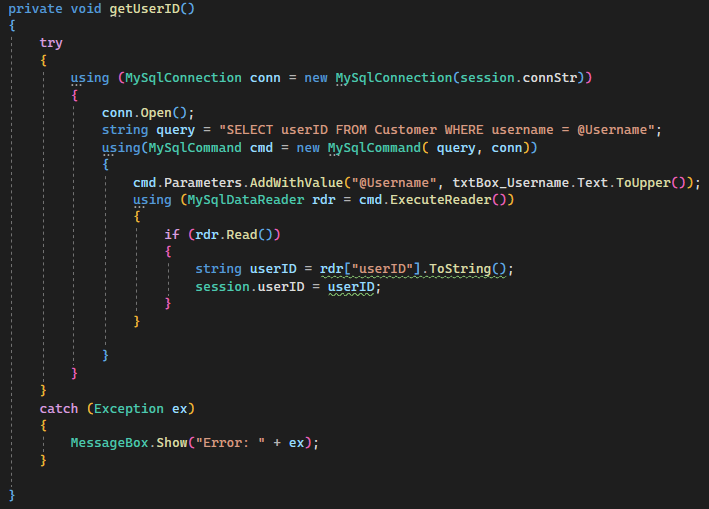 private void getUserID()
{
try
{
using (MySqlConnection conn = new MySqlConnection(session.connStr))
{
conn.Open();
string query = "SELECT userID FROM Customer WHERE username = @Username";
using(MySqlCommand cmd = new MySqlCommand( query, conn))
{
cmd.Parameters.AddWithValue("@Username", txtBox_Username.Text.ToUpper());
using (MySqlDataReader rdr = cmd.ExecuteReader())
{
if (rdr.Read())
{
string userID = rdr["userID"].ToString();
session.userID = userID;
}
}
}
}
}
catch (Exception ex)
{
MessageBox.Show("Error: " + ex);
}
}